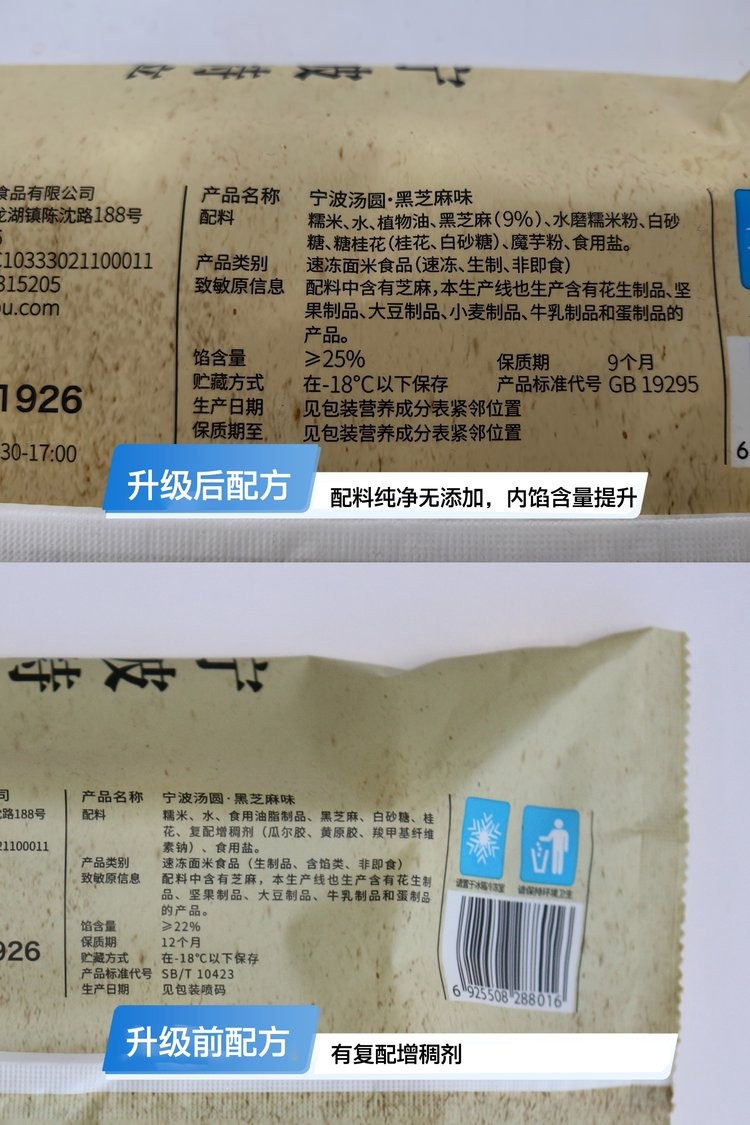 食品有限公司
龙湖镇陈沈路188号
C10333021100011
315205
ou.com
1926
30-17:00
产品名称 宁波汤圆·黑芝麻味
配料 糯米、水、植物油、黑芝麻(9%)、水磨糯米粉、白砂
糖、糖桂花(桂花、白砂糖)、魔芋粉、食用盐。
产品类别 速冻面米食品(速冻、生制、非即食)
致敏原信息 配料中含有芝麻,本生产线也生产含有花生制品、坚
果制品、大豆制品、小麦制品、牛乳制品和蛋制品的
产品。
馅含量 ≥25% 保质期 9个月
贮藏方式 在-18℃以下保存 产品标准代号 GB 19295
生产日期 见包装营养成分表紧邻位置
保质期至 见包装营养成分表紧邻位置
6
升级后配方
配料纯净无添加，内馅含量提升
司
路188号
21100011
926
产品名称 宁波汤圆·黑芝麻味
配料 糯米、水、食用油脂制品、黑芝麻、白砂糖、桂
花、复配增稠剂（瓜尔胶、黄原胶、羧甲基纤维
素钠）、食用盐。
产品类别 速冻面米食品（生制品、含馅类、非即食）
致敏原信息 配料中含有芝麻，本生产线也生产含有花生制
品、坚果制品、大豆制品、牛乳制品和蛋制品
的产品。
馅含量 ≥22%
保质期 12个月
贮藏方式 在-18℃以下保存
产品标准代号 SB/T 10423
生产日期 见包装喷码
请置于冰箱冷冻室 请保持环境卫生
6 925508 288016
升级前配方
有复配增稠剂